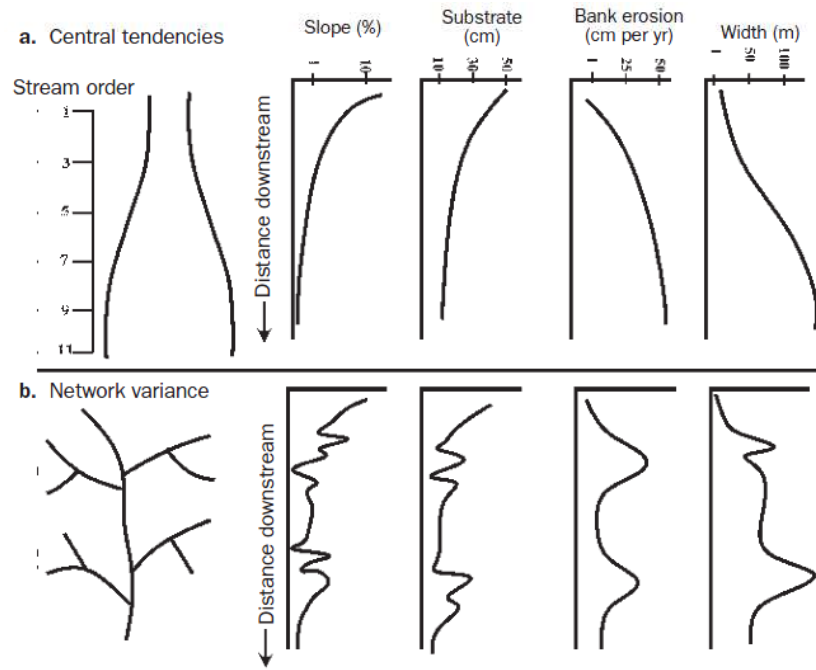 a. Central tendencies
Stream order
1
3
5
7
9
11
Distance downstream
Slope (%)
1
10
Substrate
(cm)
10
30
50
Bank erosion
(cm per yr)
1
25
50
Width (m)
1
50
100
b. Network variance
Distance downstream